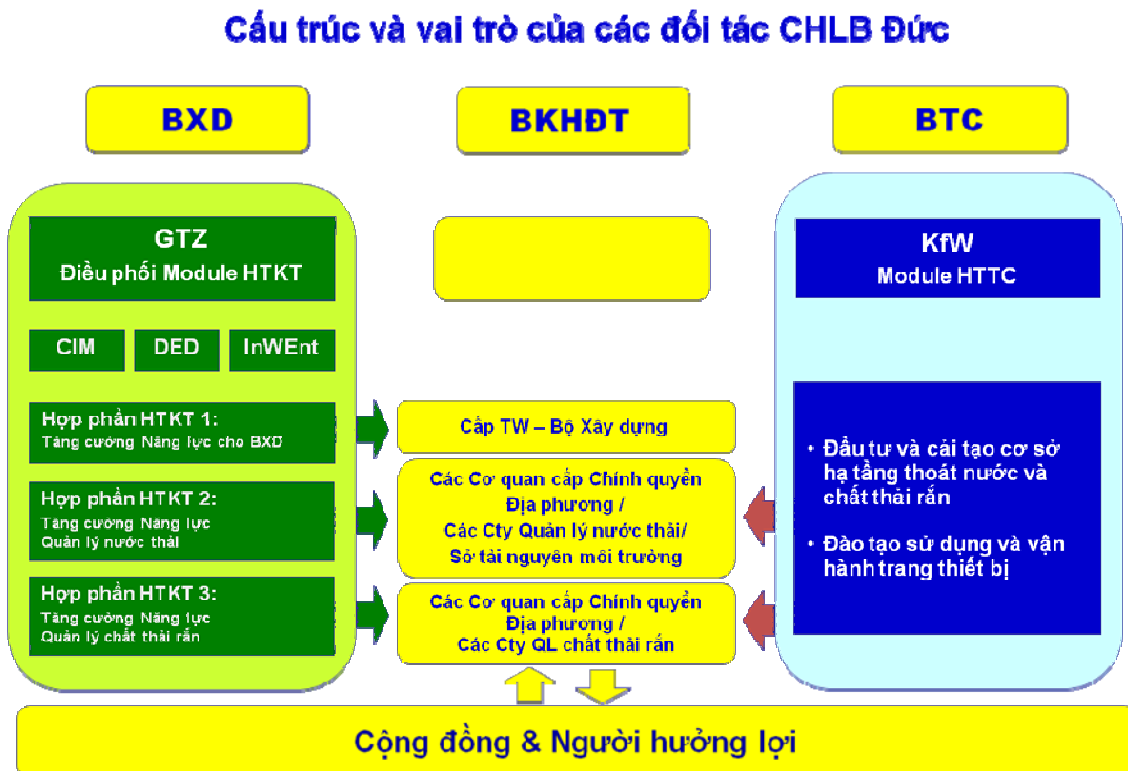 Cấu trúc và vai trò của các đối tác CHLB Đức
BXD
BKHĐT
BTC
GTZ
Điều phối Module HTKT
CIM
DED
InWEnt
Hợp phần HTKT 1:
Tăng cường Năng lực cho BXD
Hợp phần HTKT 2:
Tăng cường Năng lực
Quản lý nước thải
Hợp phần HTKT 3:
Tăng cường Năng lực
Quản lý chất thải rắn
Cấp TW – Bộ Xây dựng
Các Cơ quan cấp Chính quyền
Địa phương /
Các Cty Quản lý nước thải/
Sở tài nguyên môi trường
Các Cơ quan cấp Chính quyền
Địa phương /
Các Cty QL chất thải rắn
KfW
Module HTTC
• Đầu tư và cải tạo cơ sở
hạ tầng thoát nước và
chất thải rắn
• Đào tạo sử dụng và vận
hành trang thiết bị
Cộng đồng & Người hưởng lợi